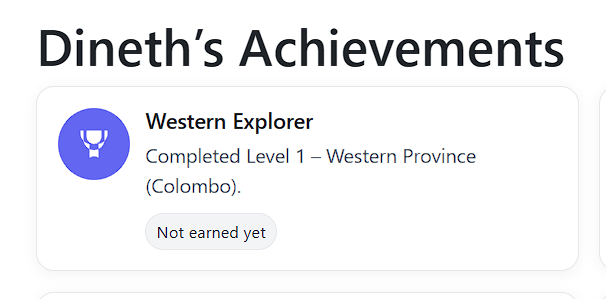 Dineth’s Achievements
Western Explorer
Completed Level 1 – Western Province
(Colombo).
Not earned yet